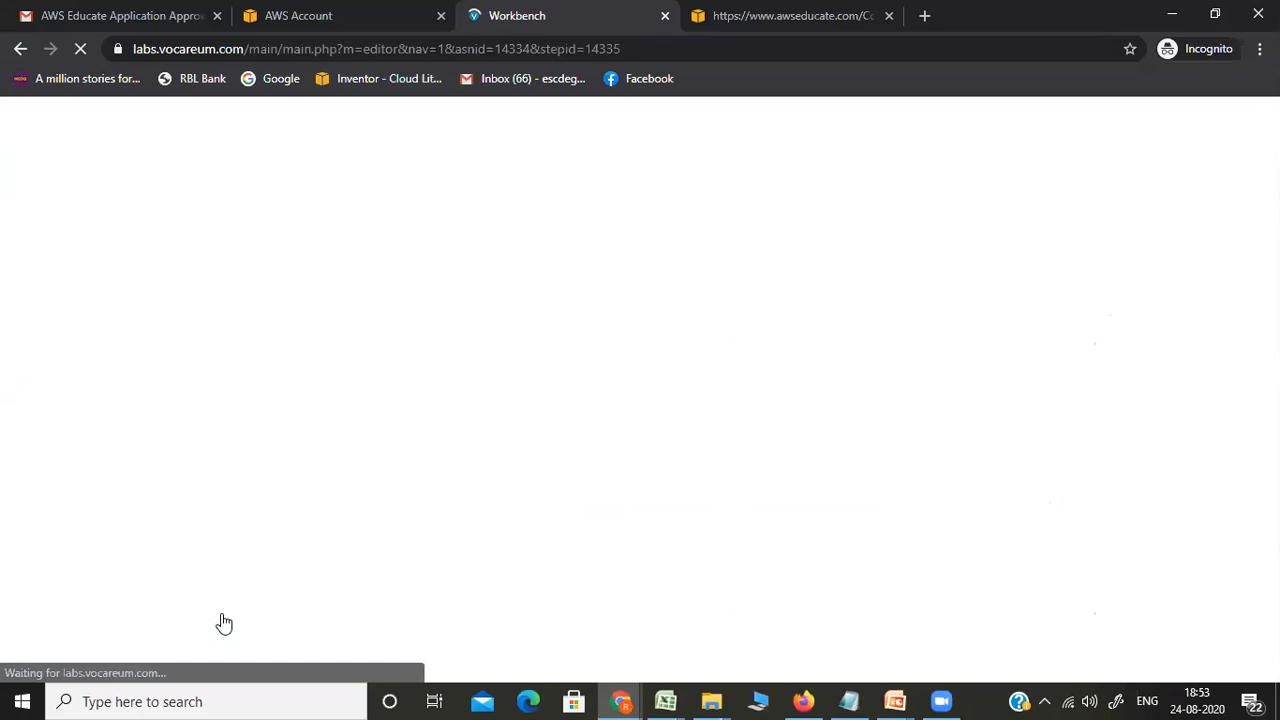 AWS Educate Application Appro
AWS Account
Workbench
https://www.awseducate.com/Co
labs.vocareum.com/main/main.php?m=editor&nav=1&asnid=14334&stepid=14335
Incognito
A million stories for...
RBL Bank
Google
Inventor - Cloud Lit...
Inbox (66) - escdeg...
Facebook
Waiting for labs.vocareum.com...
Type here to search
ENG
18:53
24-08-2020
22